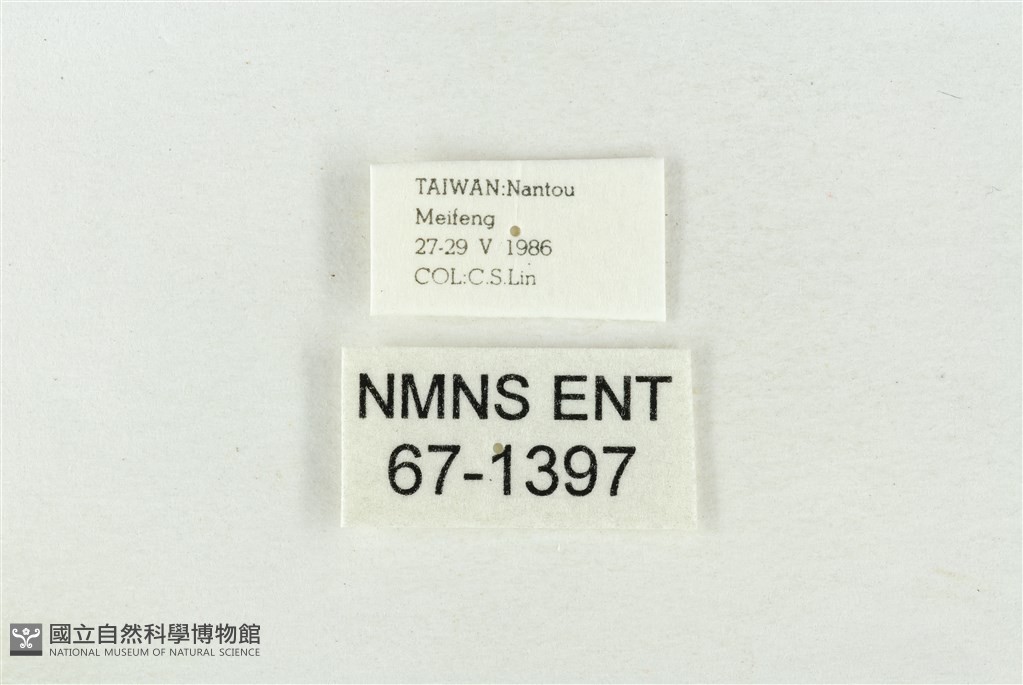 TAIWAN:Nantou
Meifeng
27-29 V 1986
COL:C.S.Lin
NMNS ENT
67-1397
國立自然科學博物館
NATIONAL MUSEUM OF NATURAL SCIENCE